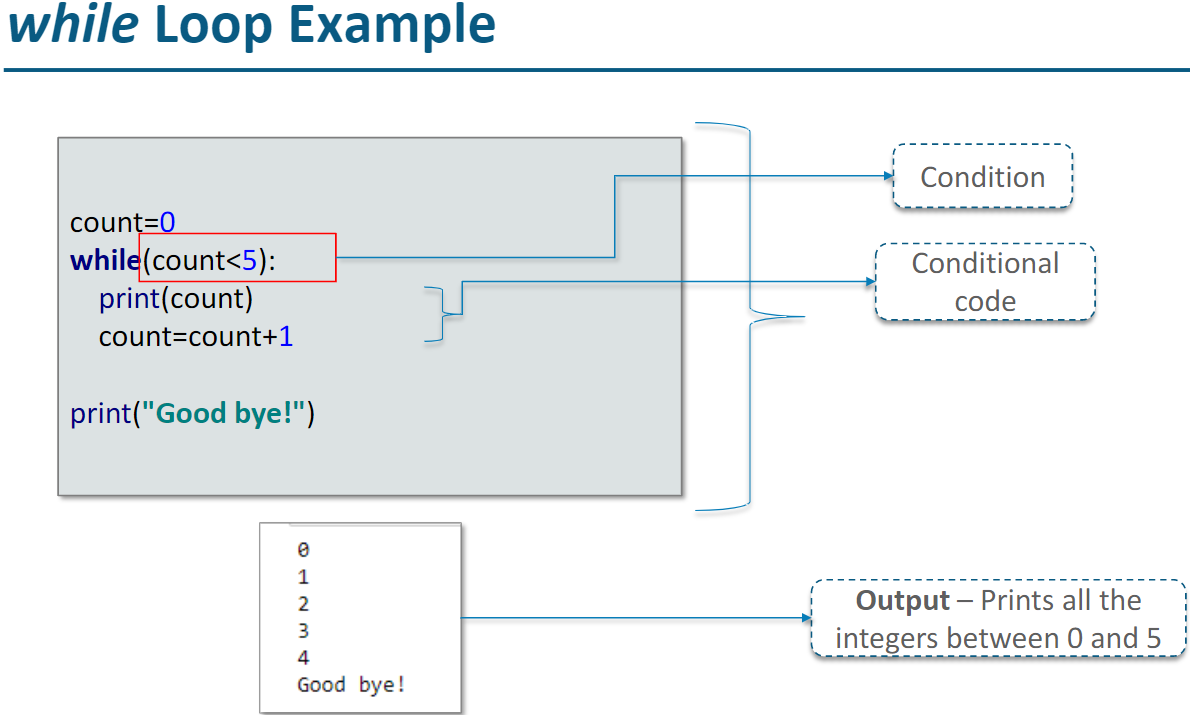 while Loop Example
Condition
count=0
while(count<5):
print(count)
count=count+1
print("Good bye!")
Conditional
code
0
1
2
3
4
Good bye!
Output – Prints all the
integers between 0 and 5